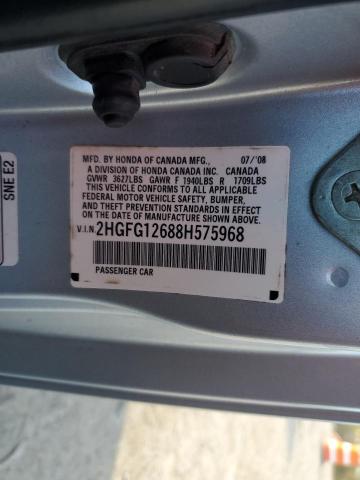 SNE E2
MFD. BY HONDA OF CANADA MFG., 07/'08
A DIVISION OF HONDA CANADA INC. CANADA
GVWR 3627LBS GAWR F 1940LBS R 1709LBS
THIS VEHICLE CONFORMS TO ALL APPLICABLE
FEDERAL MOTOR VEHICLE SAFETY, BUMPER,
AND THEFT PREVENTION STANDARDS IN EFFECT
ON THE DATE OF MANUFACTURE SHOWN ABOVE
V.I.N. 2HGFG12688H575968
PASSENGER CAR